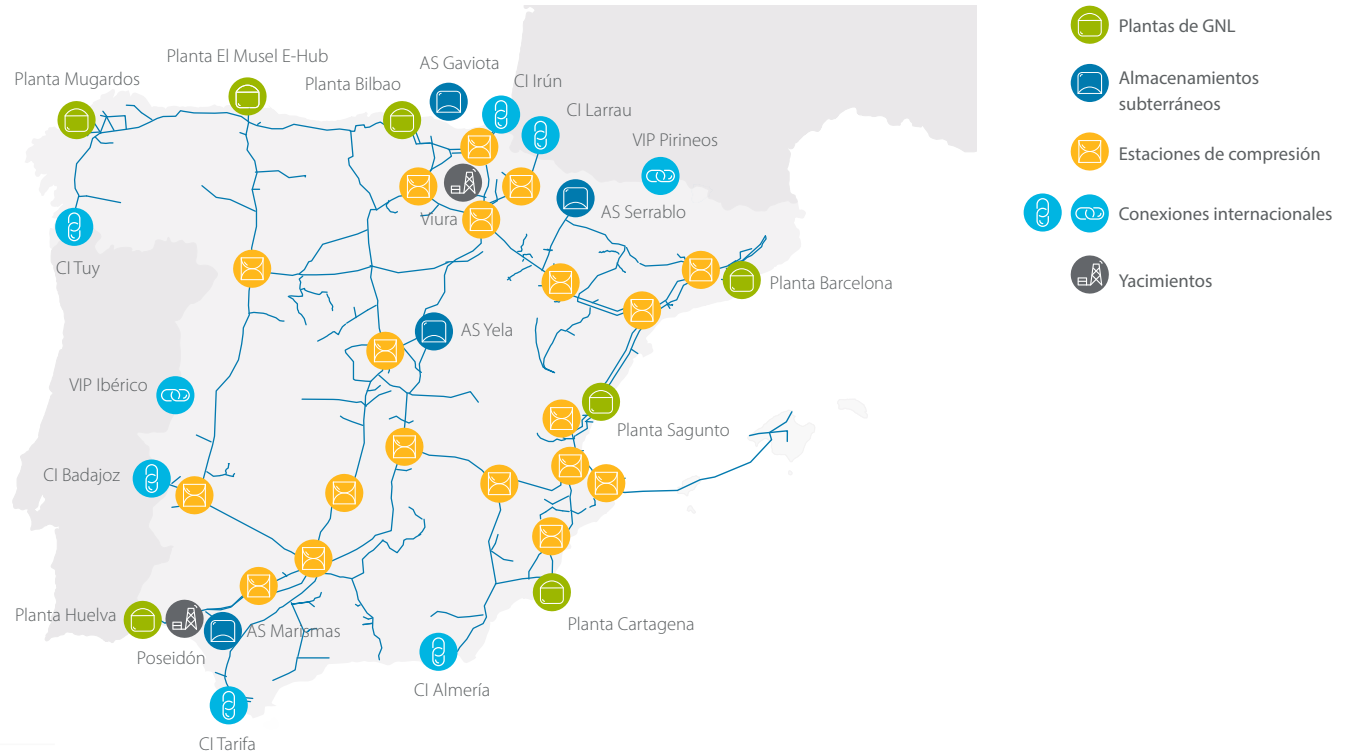 Planta El Musel E-Hub
Planta Mugardos
Planta Bilbao
AS Gaviota
CI Irún
CI Larrau
VIP Pirineos
Viura
AS Serrablo
CI Tuy
Planta Barcelona
AS Yela
VIP Ibérico
Planta Sagunto
CI Badajoz
Planta Huelva
AS Marismas
Poseidón
Planta Cartagena
CI Almería
CI Tarifa
Plantas de GNL
Almacenamientos
subterráneos
Estaciones de compresión
Conexiones internacionales
Yacimientos